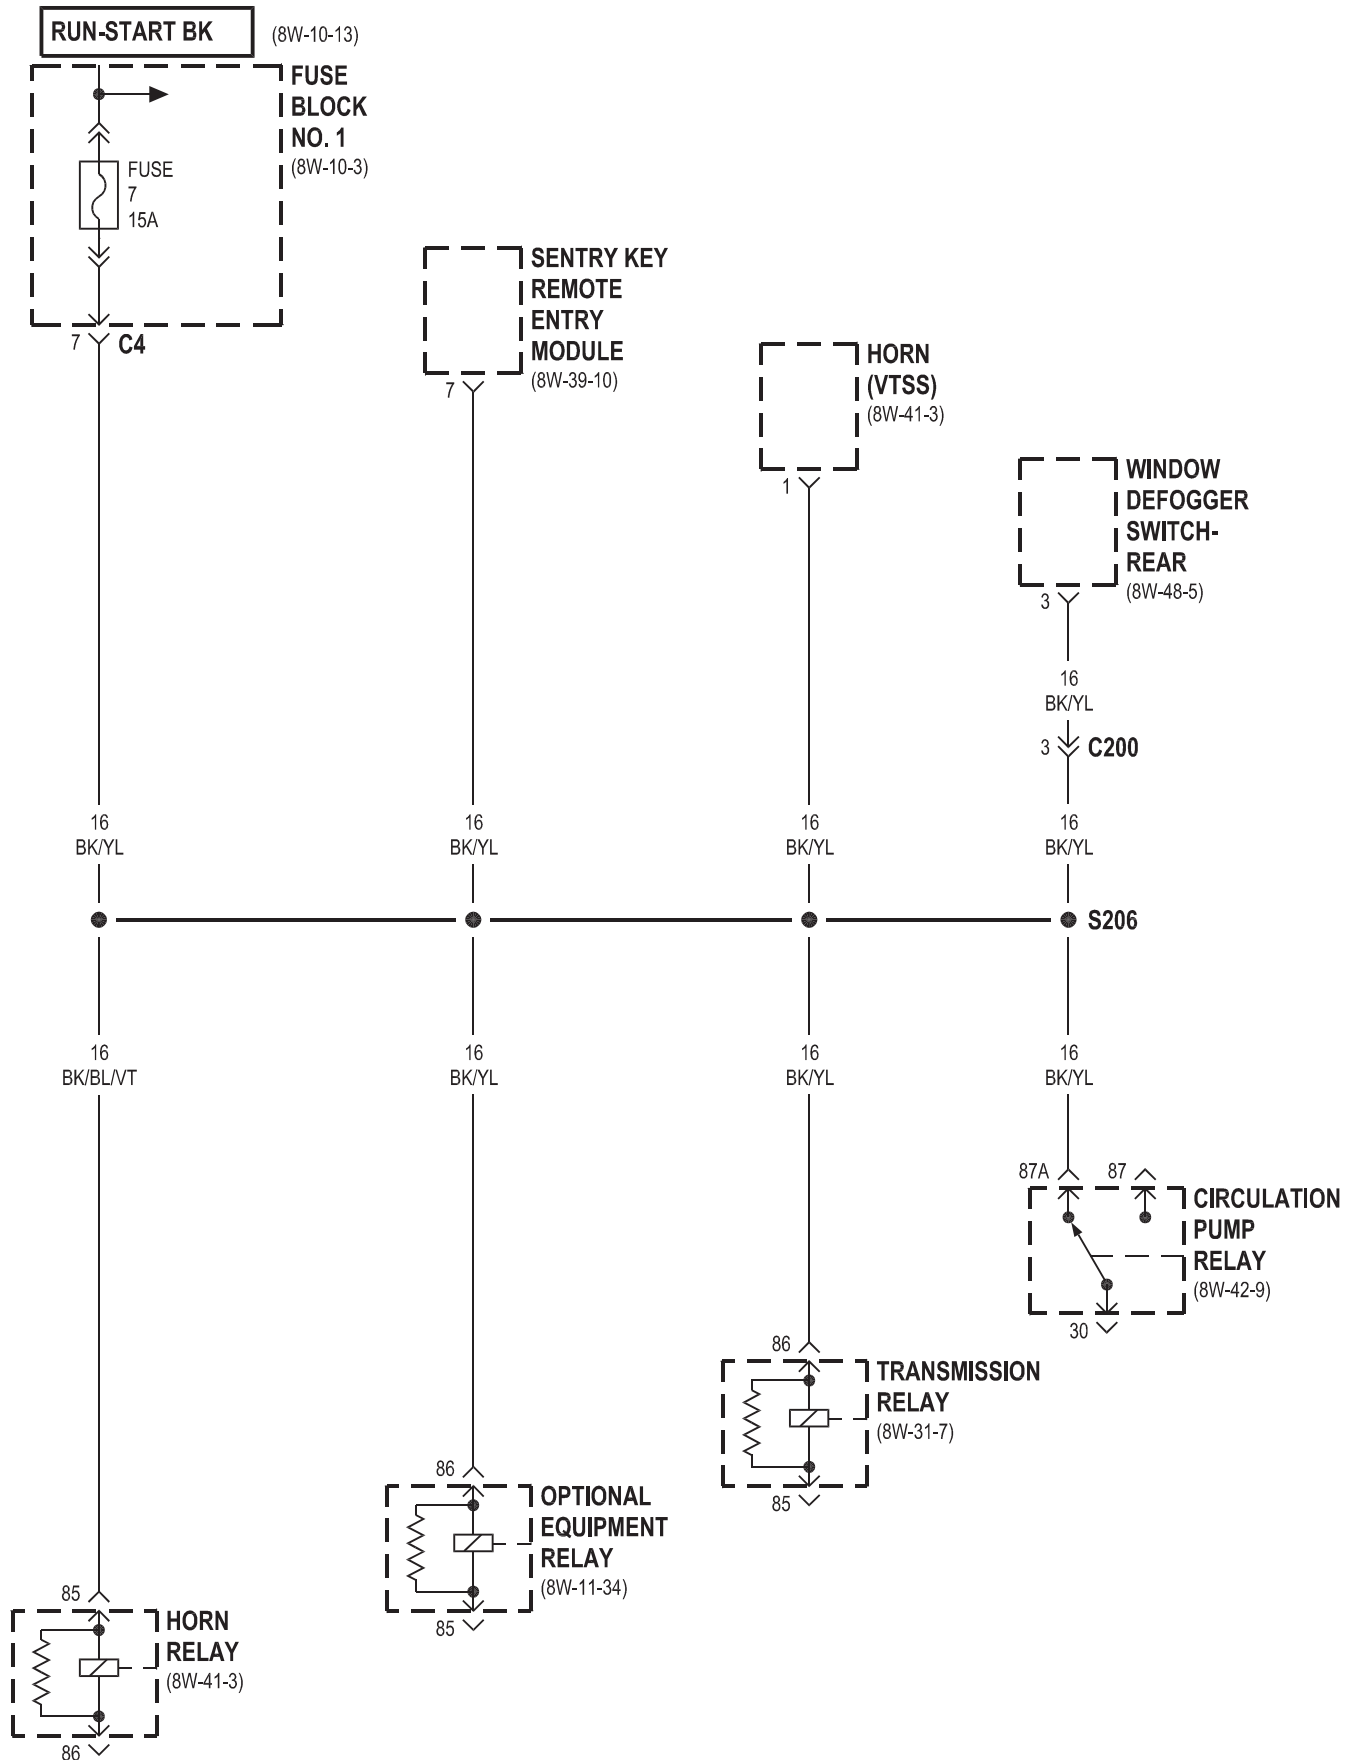 RUN-START BK
(8W-10-13)
FUSE
BLOCK
NO. 1
(8W-10-3)
FUSE
7
15A
7
C4
SENTRY KEY
REMOTE
ENTRY
MODULE
(8W-39-10)
7
HORN
(VTSS)
(8W-41-3)
1
WINDOW
DEFOGGER
SWITCH-
REAR
(8W-48-5)
3
16
BK/YL
3
C200
16
BK/YL
16
BK/YL
16
BK/YL
16
BK/YL
S206
16
BK/BL/VT
16
BK/YL
16
BK/YL
16
BK/YL
87A
87
CIRCULATION
PUMP
RELAY
(8W-42-9)
30
86
TRANSMISSION
RELAY
(8W-31-7)
85
86
OPTIONAL
EQUIPMENT
RELAY
(8W-11-34)
85
85
HORN
RELAY
(8W-41-3)
86